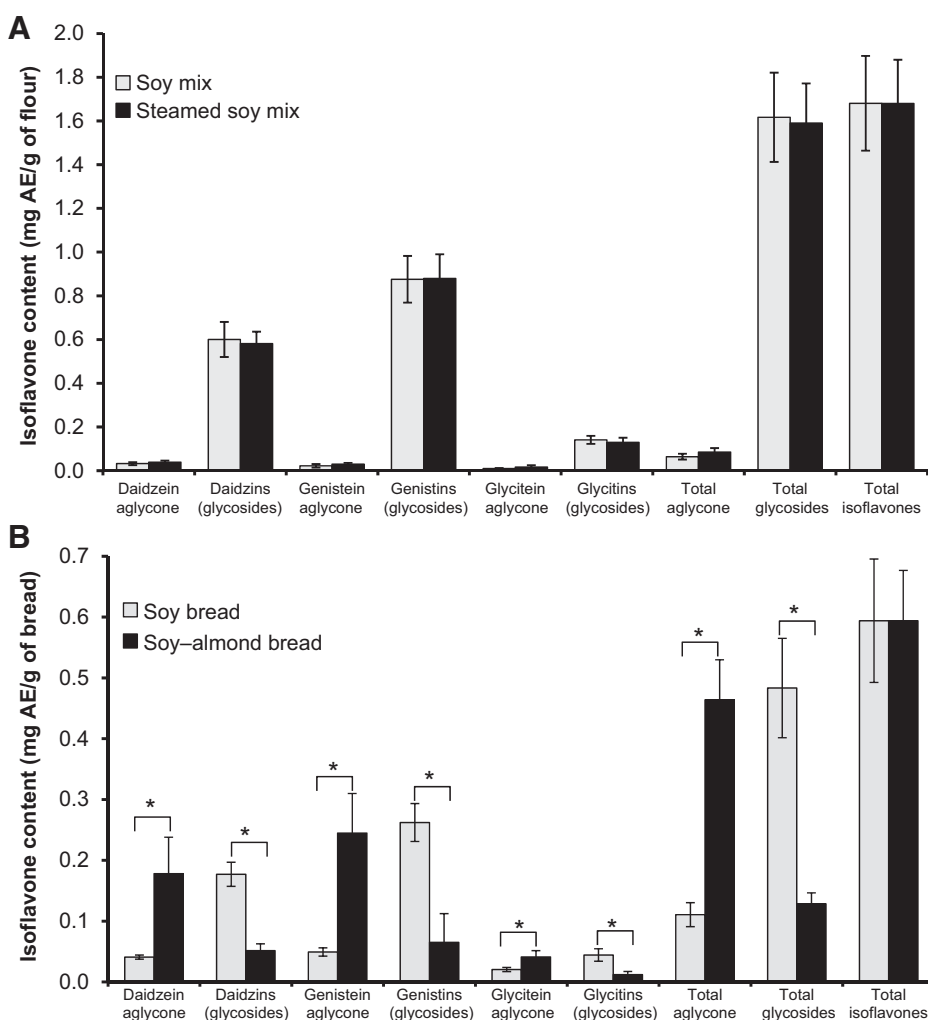 A
Isoflavone content (mg AE/g of flour)
2.0
1.8
1.6
1.4
1.2
1.0
0.8
0.6
0.4
0.2
0.0
Soy mix
Steamed soy mix
Daidzein
aglycone
Daidzins
(glycosides)
Genistein
aglycone
Genistins
(glycosides)
Glycitein
aglycone
Glycitins
(glycosides)
Total
aglycone
Total
glycosides
Total
isoflavones
B
Isoflavone content (mg AE/g of bread)
0.7
0.6
0.5
0.4
0.3
0.2
0.1
0.0
Soy bread
Soy–almond bread
*
*
*
*
*
*
*
*
Daidzein
aglycone
Daidzins
(glycosides)
Genistein
aglycone
Genistins
(glycosides)
Glycitein
aglycone
Glycitins
(glycosides)
Total
aglycone
Total
glycosides
Total
isoflavones